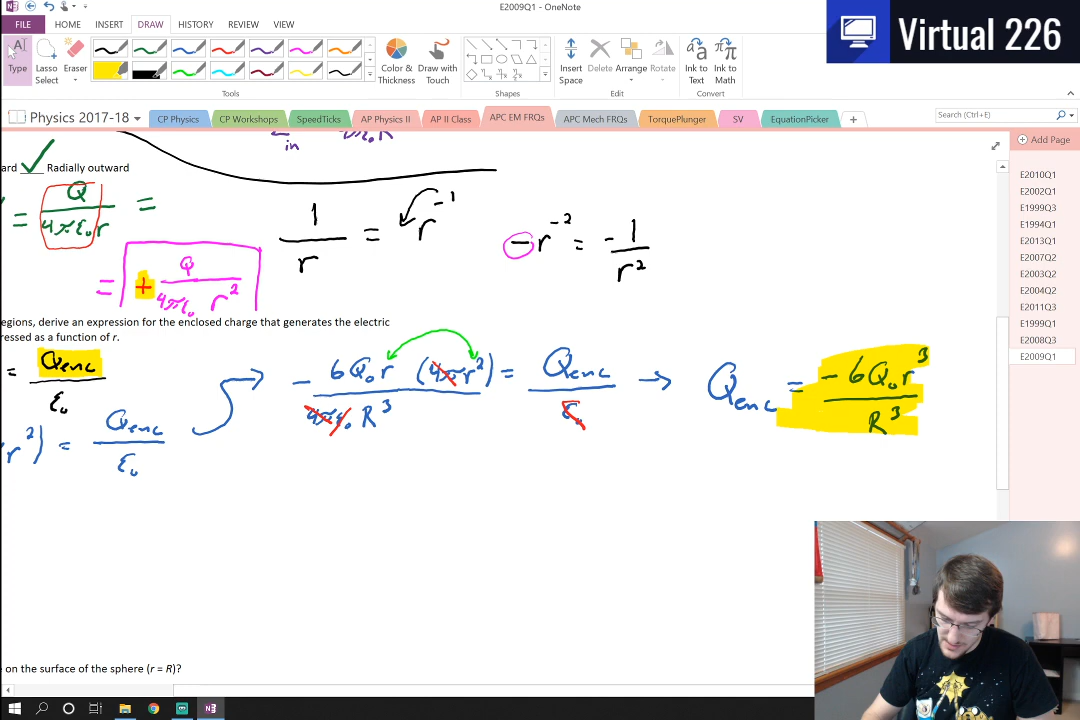 E2009Q1 - OneNote
Virtual 226
FILE HOME INSERT DRAW HISTORY REVIEW VIEW
Type Lasso Select Eraser Color & Thickness Draw with Touch Insert Space Delete Arrange Rotate Ink to Text Ink to Math
Tools Shapes Edit Convert
Physics 2017-18 CP Physics CP Workshops SpeedTicks AP Physics II AP II Class APC EM FRQs APC Mech FRQs TorquePlunger SV EquationPicker Search (Ctrl+E)
Add Page
E2010Q1
E2002Q1
E1999Q3
E1994Q1
E2013Q1
E2007Q2
E2003Q2
E2004Q2
E2011Q3
E1999Q1
E2008Q3
E2009Q1
in
ard ✓ Radially outward
= Q / 4πε₀r =
1 / r = r⁻¹
-r⁻² = - 1 / r²
= + Q / 4πε₀ r²
egions, derive an expression for the enclosed charge that generates the electric
ressed as a function of r.
= Qenc / ε₀
- 6Q₀r (4πr²) / 4πε₀R³ = Qenc / ε₀ → Qenc = -6Q₀r³ / R³
r²) = Qenc / ε₀
on the surface of the sphere (r = R)?